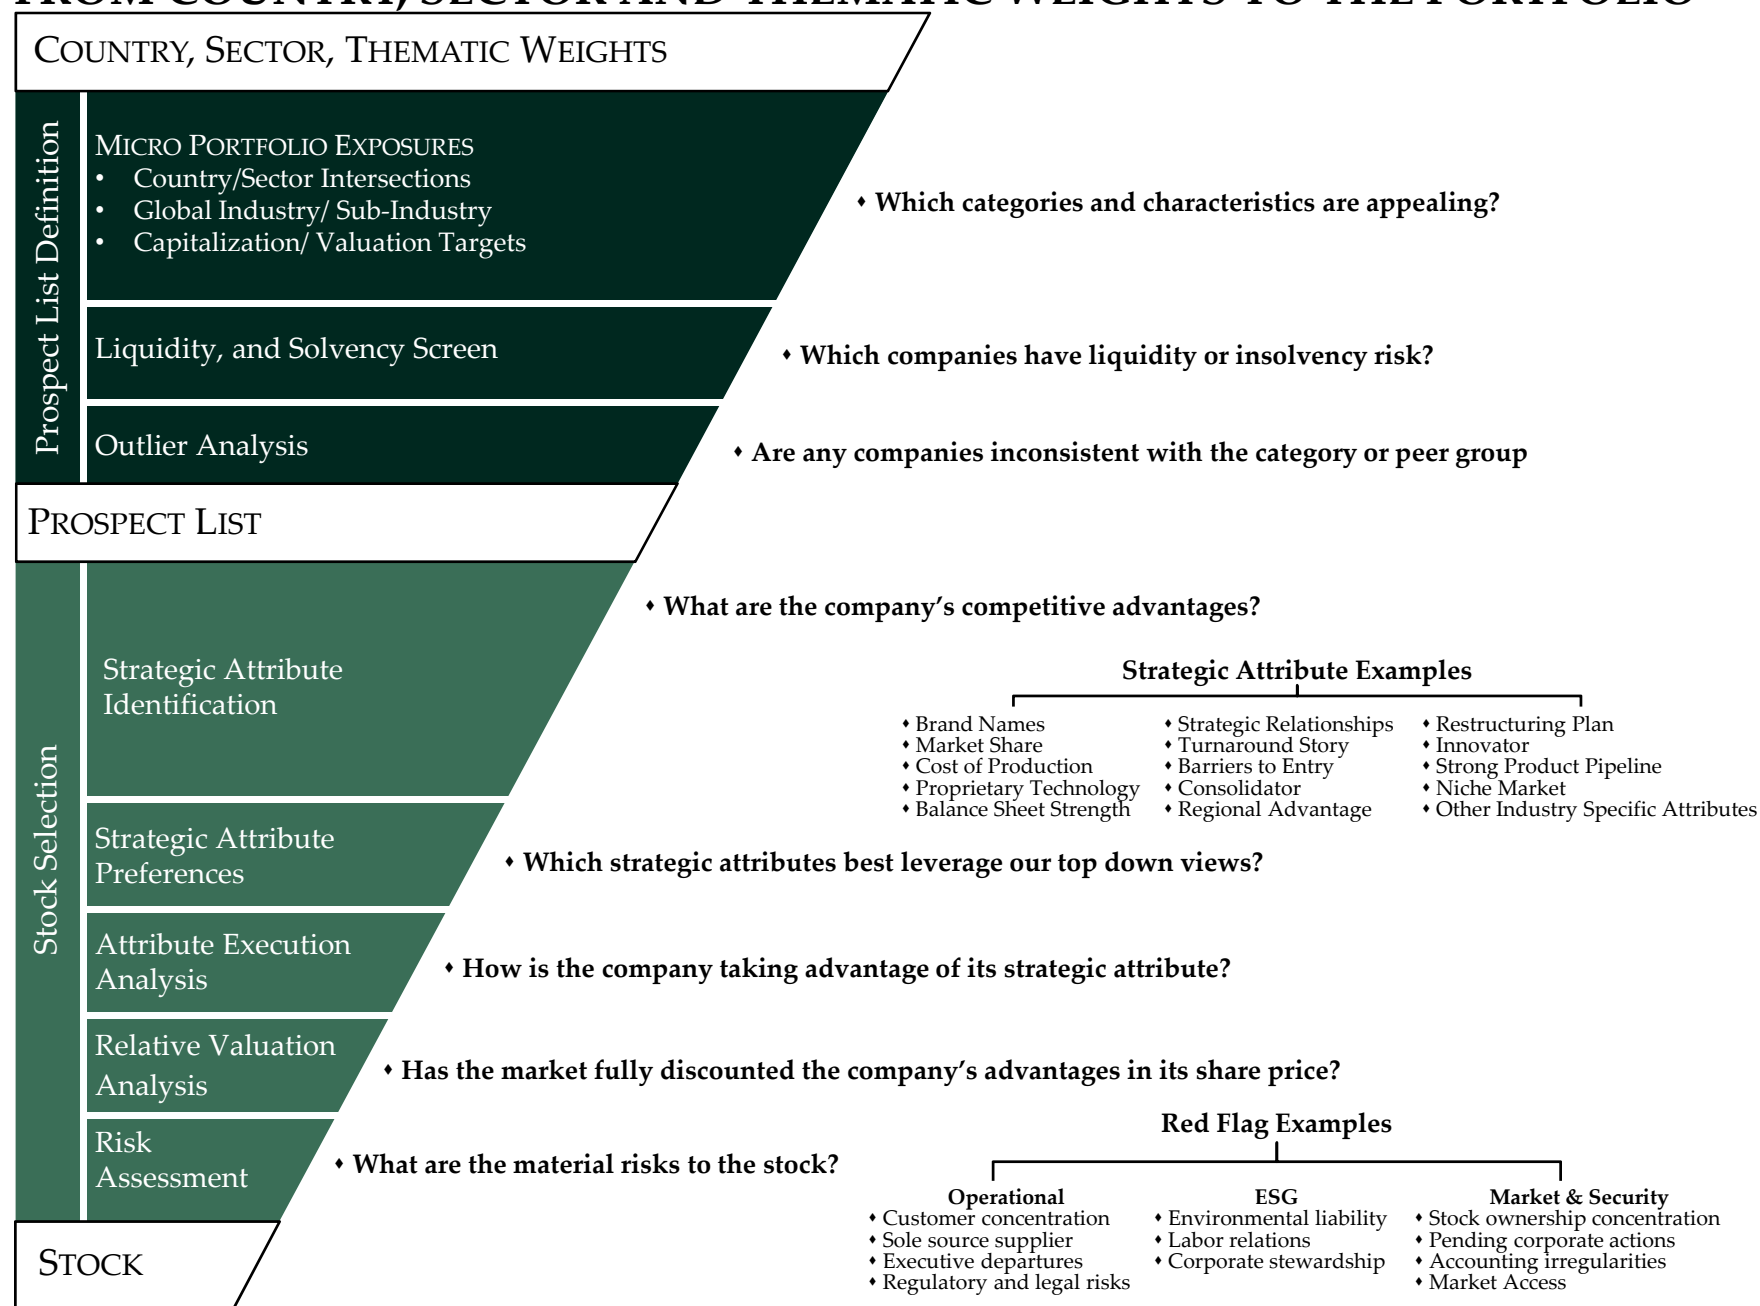 FROM COUNTRY, SECTOR AND THEMATIC WEIGHTS TO THE PORTFOLIO
COUNTRY, SECTOR, THEMATIC WEIGHTS
Prospect List Definition
MICRO PORTFOLIO EXPOSURES
• Country/Sector Intersections
• Global Industry/ Sub-Industry
• Capitalization/ Valuation Targets
♦ Which categories and characteristics are appealing?
Liquidity, and Solvency Screen
♦ Which companies have liquidity or insolvency risk?
Outlier Analysis
♦ Are any companies inconsistent with the category or peer group
PROSPECT LIST
Stock Selection
♦ What are the company’s competitive advantages?
Strategic Attribute
Identification
Strategic Attribute Examples
♦ Brand Names
♦ Market Share
♦ Cost of Production
♦ Proprietary Technology
♦ Balance Sheet Strength
♦ Strategic Relationships
♦ Turnaround Story
♦ Barriers to Entry
♦ Consolidator
♦ Regional Advantage
♦ Restructuring Plan
♦ Innovator
♦ Strong Product Pipeline
♦ Niche Market
♦ Other Industry Specific Attributes
Strategic Attribute
Preferences
♦ Which strategic attributes best leverage our top down views?
Attribute Execution
Analysis
♦ How is the company taking advantage of its strategic attribute?
Relative Valuation
Analysis
♦ Has the market fully discounted the company’s advantages in its share price?
Risk
Assessment
♦ What are the material risks to the stock?
Red Flag Examples
Operational
♦ Customer concentration
♦ Sole source supplier
♦ Executive departures
♦ Regulatory and legal risks
ESG
♦ Environmental liability
♦ Labor relations
♦ Corporate stewardship
Market & Security
♦ Stock ownership concentration
♦ Pending corporate actions
♦ Accounting irregularities
♦ Market Access
STOCK